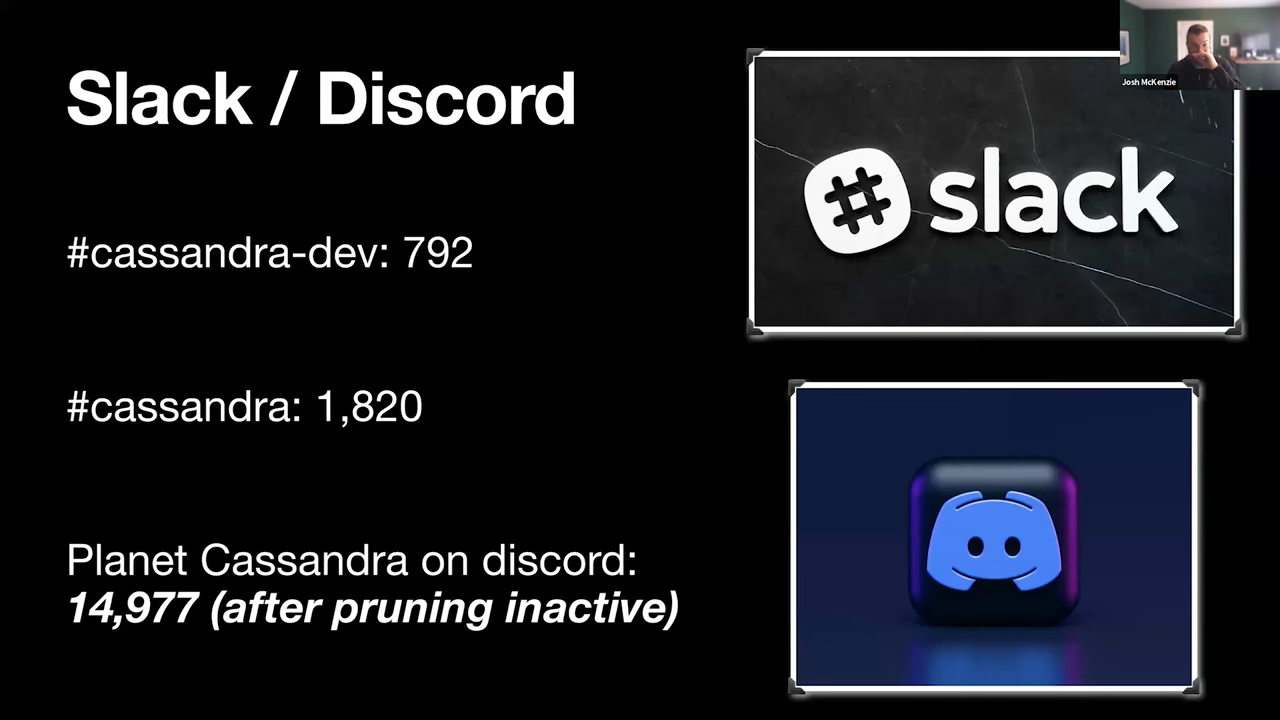 Slack / Discord
Josh McKenzie
slack
#cassandra-dev: 792
#cassandra: 1,820
Planet Cassandra on discord:
14,977 (after pruning inactive)